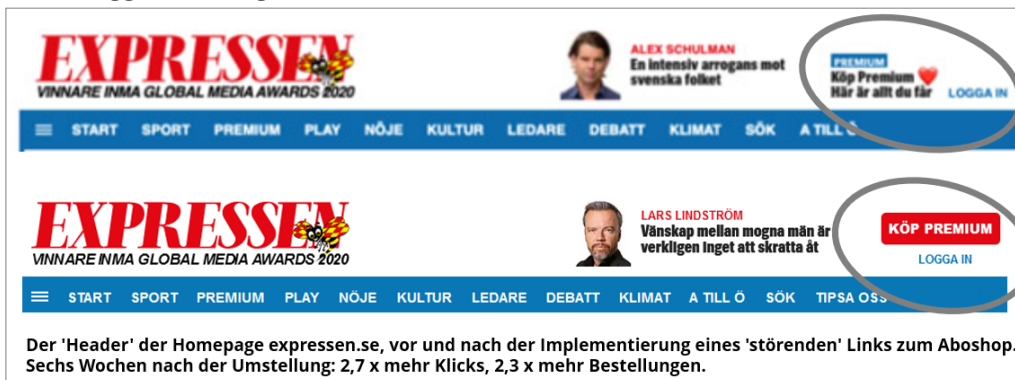 EXPRESSEN
VINNARE INMA GLOBAL MEDIA AWARDS 2020
ALEX SCHULMAN
En intensiv arrogans mot
svenska folket
PREMIUM
Köp Premium ❤️
Här är allt du får
LOGGA IN
START SPORT PREMIUM PLAY NÖJE KULTUR LEDARE DEBATT KLIMAT SÖK A TILL Ö
EXPRESSEN
VINNARE INMA GLOBAL MEDIA AWARDS 2020
LARS LINDSTRÖM
Vänskap mellan mogna män är
verkligen inget att skratta åt
KÖP PREMIUM
LOGGA IN
START SPORT PREMIUM PLAY NÖJE KULTUR LEDARE DEBATT KLIMAT A TILL Ö SÖK TIPSA OSS
Der 'Header' der Homepage expressen.se, vor und nach der Implementierung eines 'störenden' Links zum Aboshop.
Sechs Wochen nach der Umstellung: 2,7 x mehr Klicks, 2,3 x mehr Bestellungen.